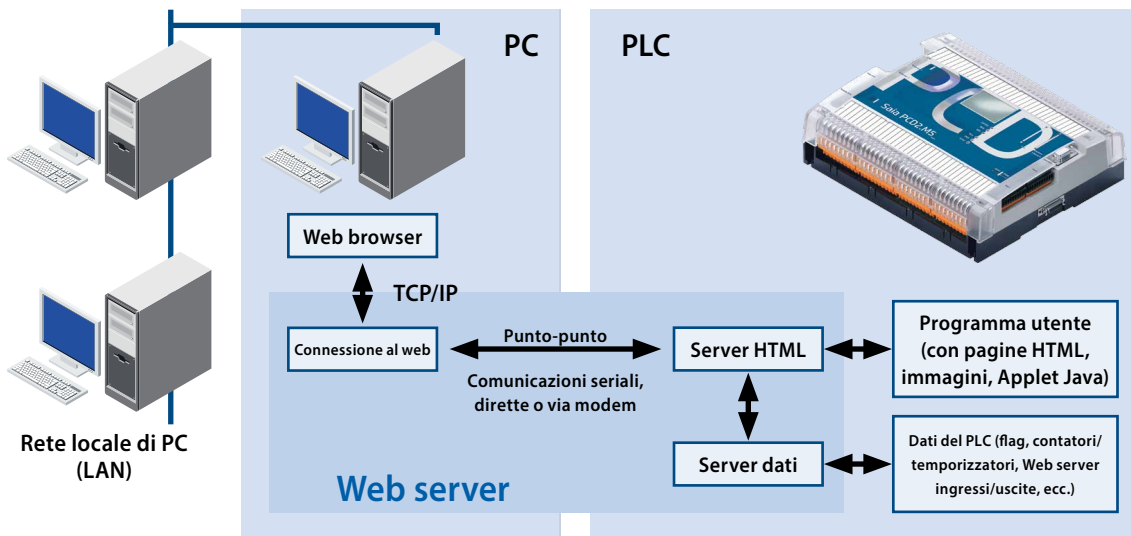 PC
PLC
PCD
Saia PCD2.M5_
Web browser
TCP/IP
Connessione al web
Punto-punto
Comunicazioni seriali,
dirette o via modem
Server HTML
Programma utente
(con pagine HTML,
immagini, Applet Java)
Server dati
Dati del PLC (flag, contatori/
temporizzatori, Web server
ingressi/uscite, ecc.)
Rete locale di PC
(LAN)
Web server